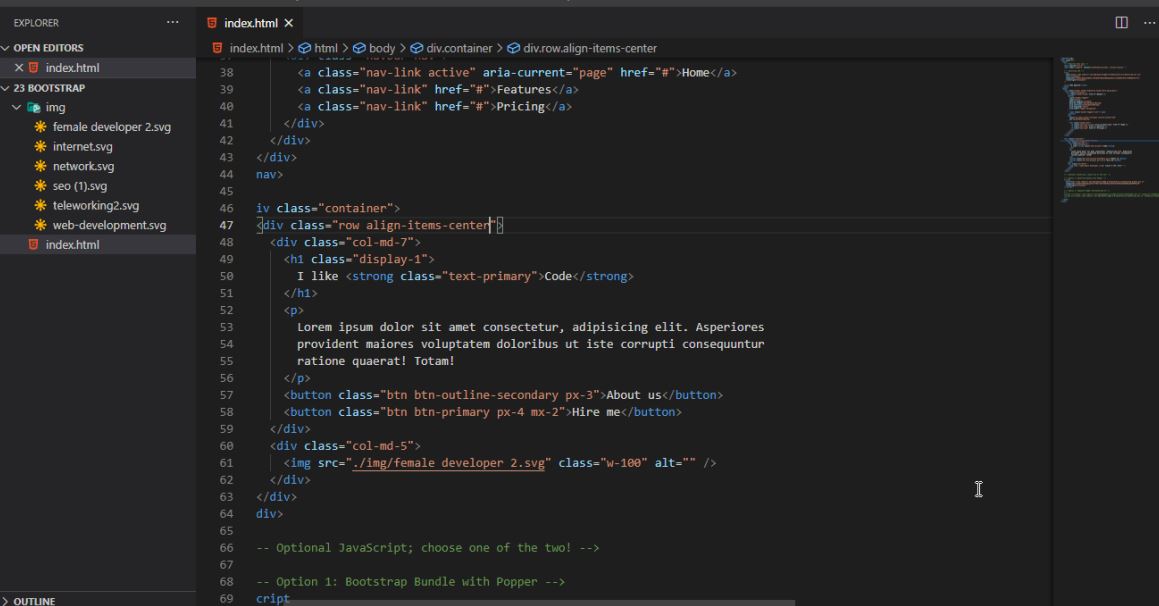 EXPLORER
index.html
OPEN EDITORS
index.html
index.html > html > body > div.container > div.row.align-items-center
23 BOOTSTRAP
img
female developer 2.svg
internet.svg
network.svg
seo (1).svg
teleworking2.svg
web-development.svg
index.html
OUTLINE
38 <a class="nav-link active" aria-current="page" href="#">Home</a>
39 <a class="nav-link" href="#">Features</a>
40 <a class="nav-link" href="#">Pricing</a>
41 </div>
42 </div>
43 </div>
44 nav>
45
46 iv class="container">
47 <div class="row align-items-center">
48 <div class="col-md-7">
49 <h1 class="display-1">
50 I like <strong class="text-primary">Code</strong>
51 </h1>
52 <p>
53 Lorem ipsum dolor sit amet consectetur, adipisicing elit. Asperiores
54 provident maiores voluptatem doloribus ut iste corrupti consequuntur
55 ratione quaerat! Totam!
56 </p>
57 <button class="btn btn-outline-secondary px-3">About us</button>
58 <button class="btn btn-primary px-4 mx-2">Hire me</button>
59 </div>
60 <div class="col-md-5">
61 <img src="./img/female developer 2.svg" class="w-100" alt="" />
62 </div>
63 </div>
64 div>
65
66 -- Optional JavaScript; choose one of the two! -->
67
68 -- Option 1: Bootstrap Bundle with Popper -->
69 cript